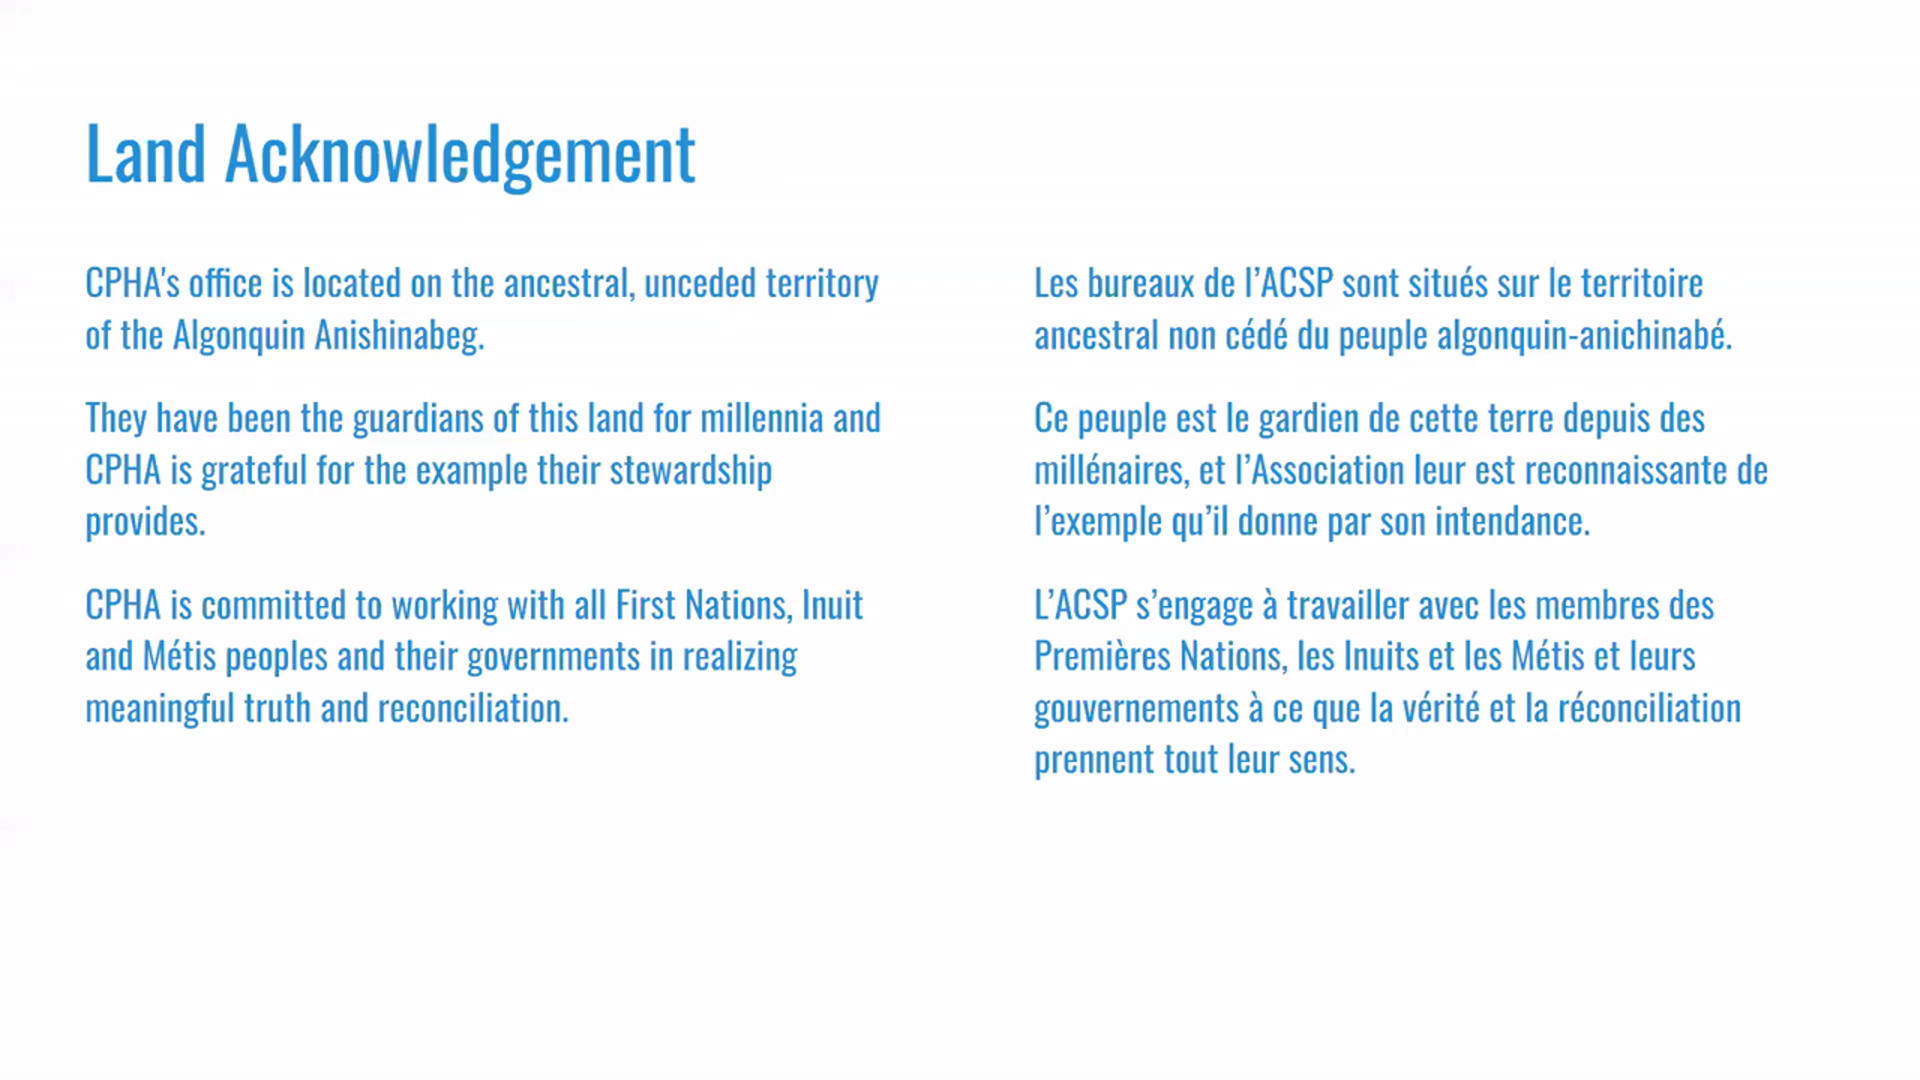 Land Acknowledgement
CPHA's office is located on the ancestral, unceded territory
of the Algonquin Anishinabeg.
They have been the guardians of this land for millennia and
CPHA is grateful for the example their stewardship
provides.
CPHA is committed to working with all First Nations, Inuit
and Métis peoples and their governments in realizing
meaningful truth and reconciliation.
Les bureaux de l’ACSP sont situés sur le territoire
ancestral non cédé du peuple algonquin-anichinabé.
Ce peuple est le gardien de cette terre depuis des
millénaires, et l’Association leur est reconnaissante de
l’exemple qu’il donne par son intendance.
L’ACSP s’engage à travailler avec les membres des
Premières Nations, les Inuits et les Métis et leurs
gouvernements à ce que la vérité et la réconciliation
prennent tout leur sens.